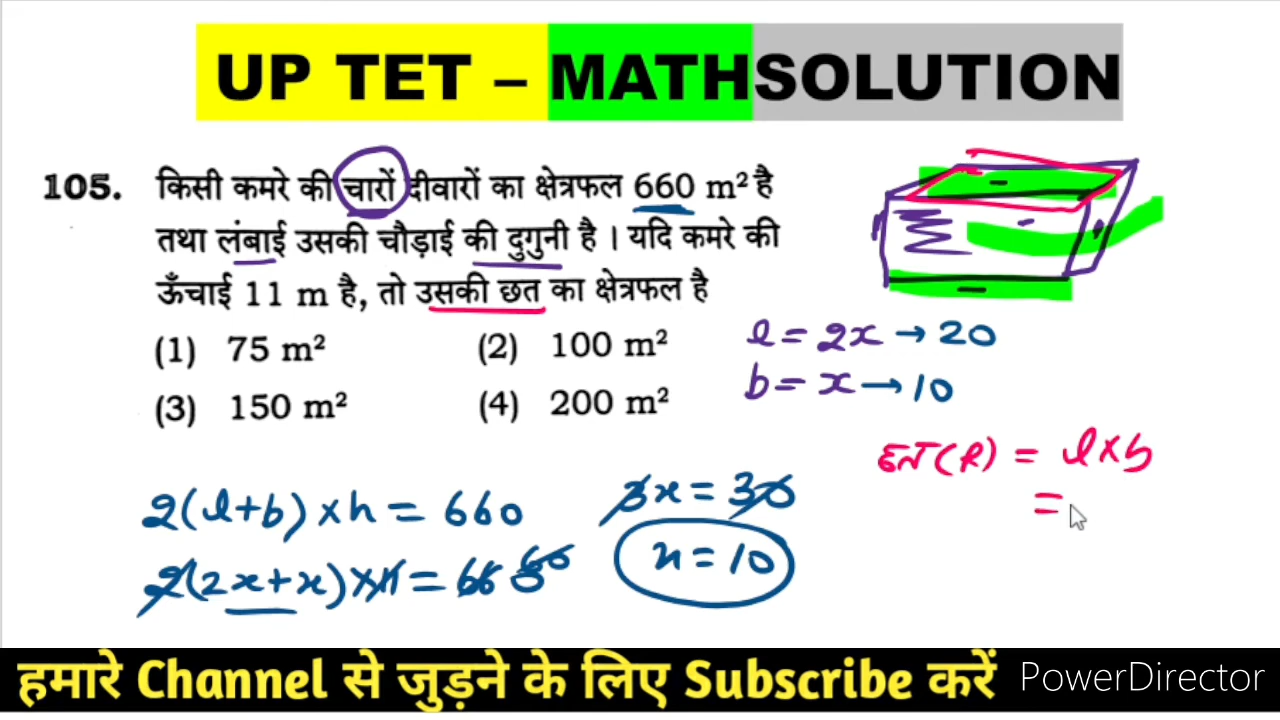 UP TET – MATHSOLUTION
105. किसी कमरे की चारों दीवारों का क्षेत्रफल 660 m² है
तथा लंबाई उसकी चौड़ाई की दुगुनी है । यदि कमरे की
ऊँचाई 11 m है, तो उसकी छत का क्षेत्रफल है
(1) 75 m² (2) 100 m²
(3) 150 m² (4) 200 m²
l = 2x → 20
b = x → 10
छत(R) = l×b
=
2(l+b)×h = 660
2(2x+x)×11 = 660
3x = 30
x = 10
हमारे Channel से जुड़ने के लिए Subscribe करें
PowerDirector